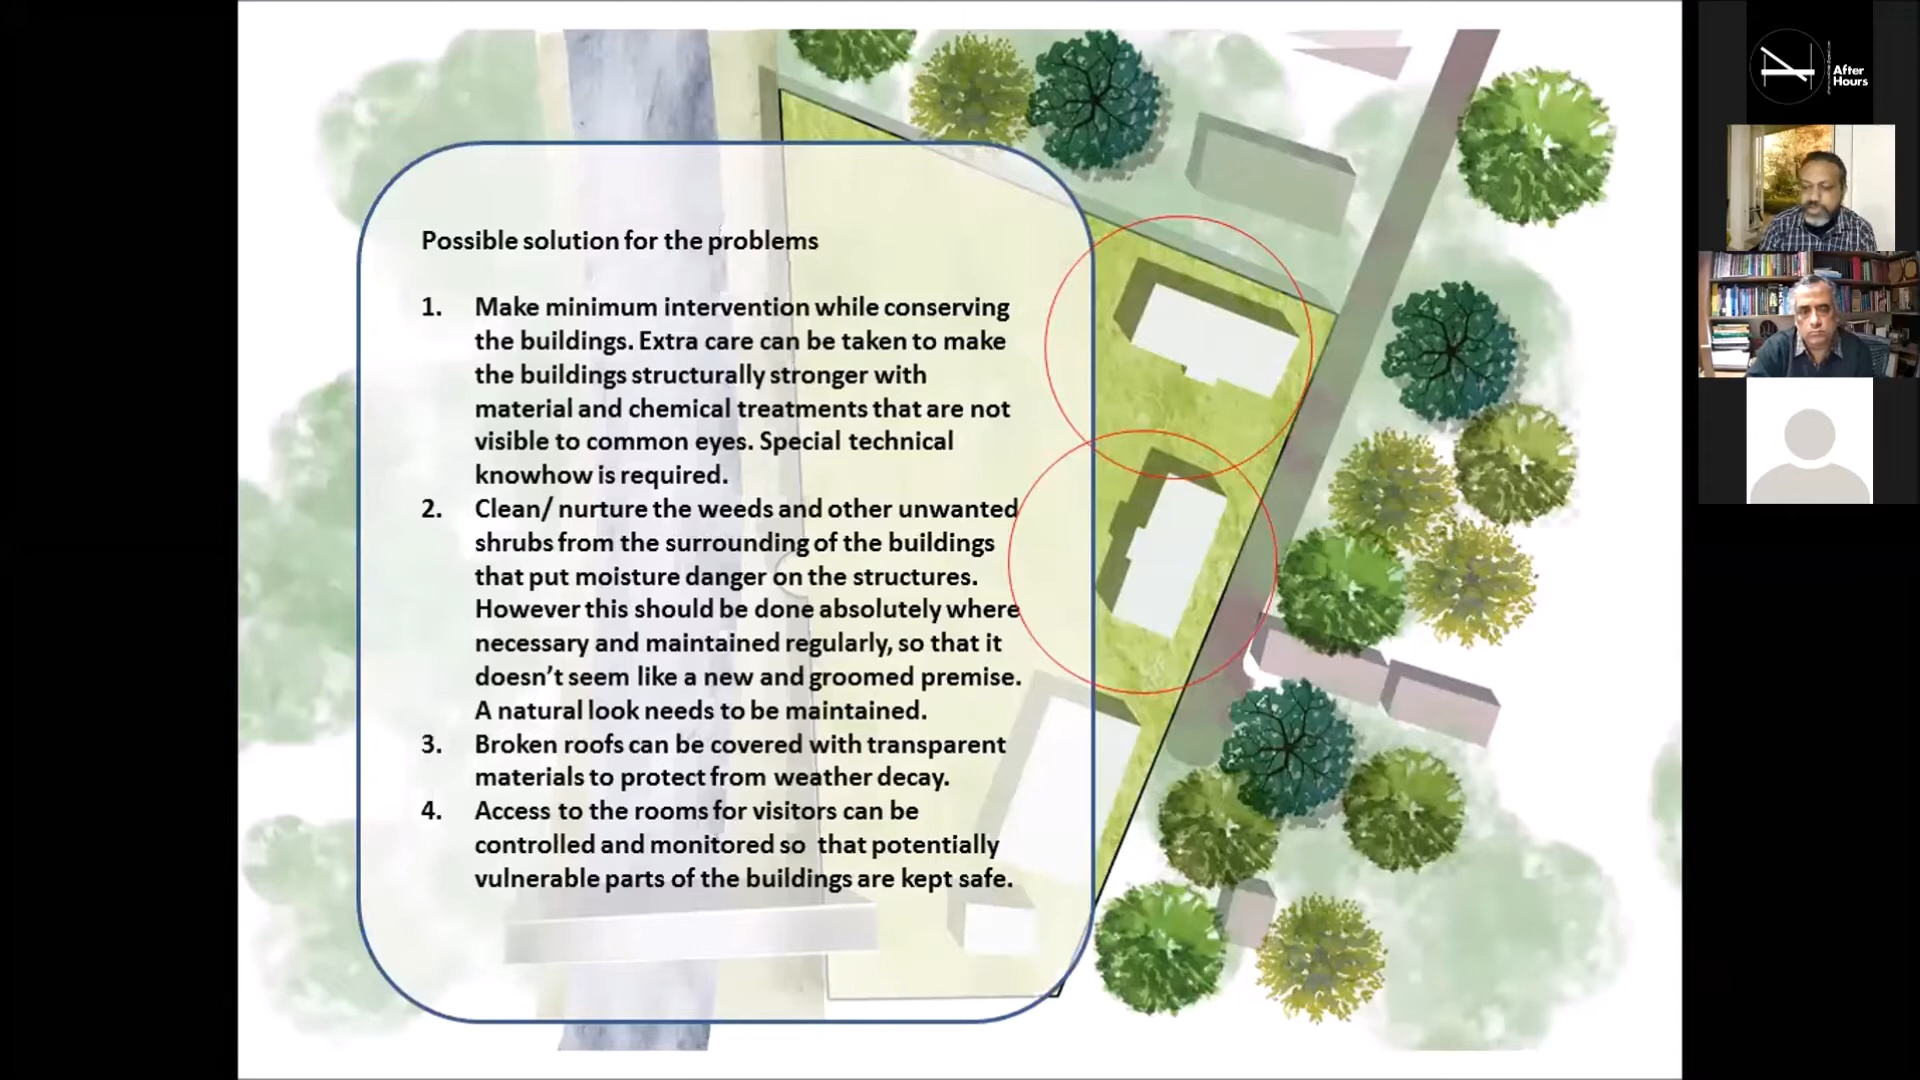 Possible solution for the problems
1. Make minimum intervention while conserving
the buildings. Extra care can be taken to make
the buildings structurally stronger with
material and chemical treatments that are not
visible to common eyes. Special technical
knowhow is required.
2. Clean/ nurture the weeds and other unwanted
shrubs from the surrounding of the buildings
that put moisture danger on the structures.
However this should be done absolutely where
necessary and maintained regularly, so that it
doesn't seem like a new and groomed premise.
A natural look needs to be maintained.
3. Broken roofs can be covered with transparent
materials to protect from weather decay.
4. Access to the rooms for visitors can be
controlled and monitored so that potentially
vulnerable parts of the buildings are kept safe.
After
Hours